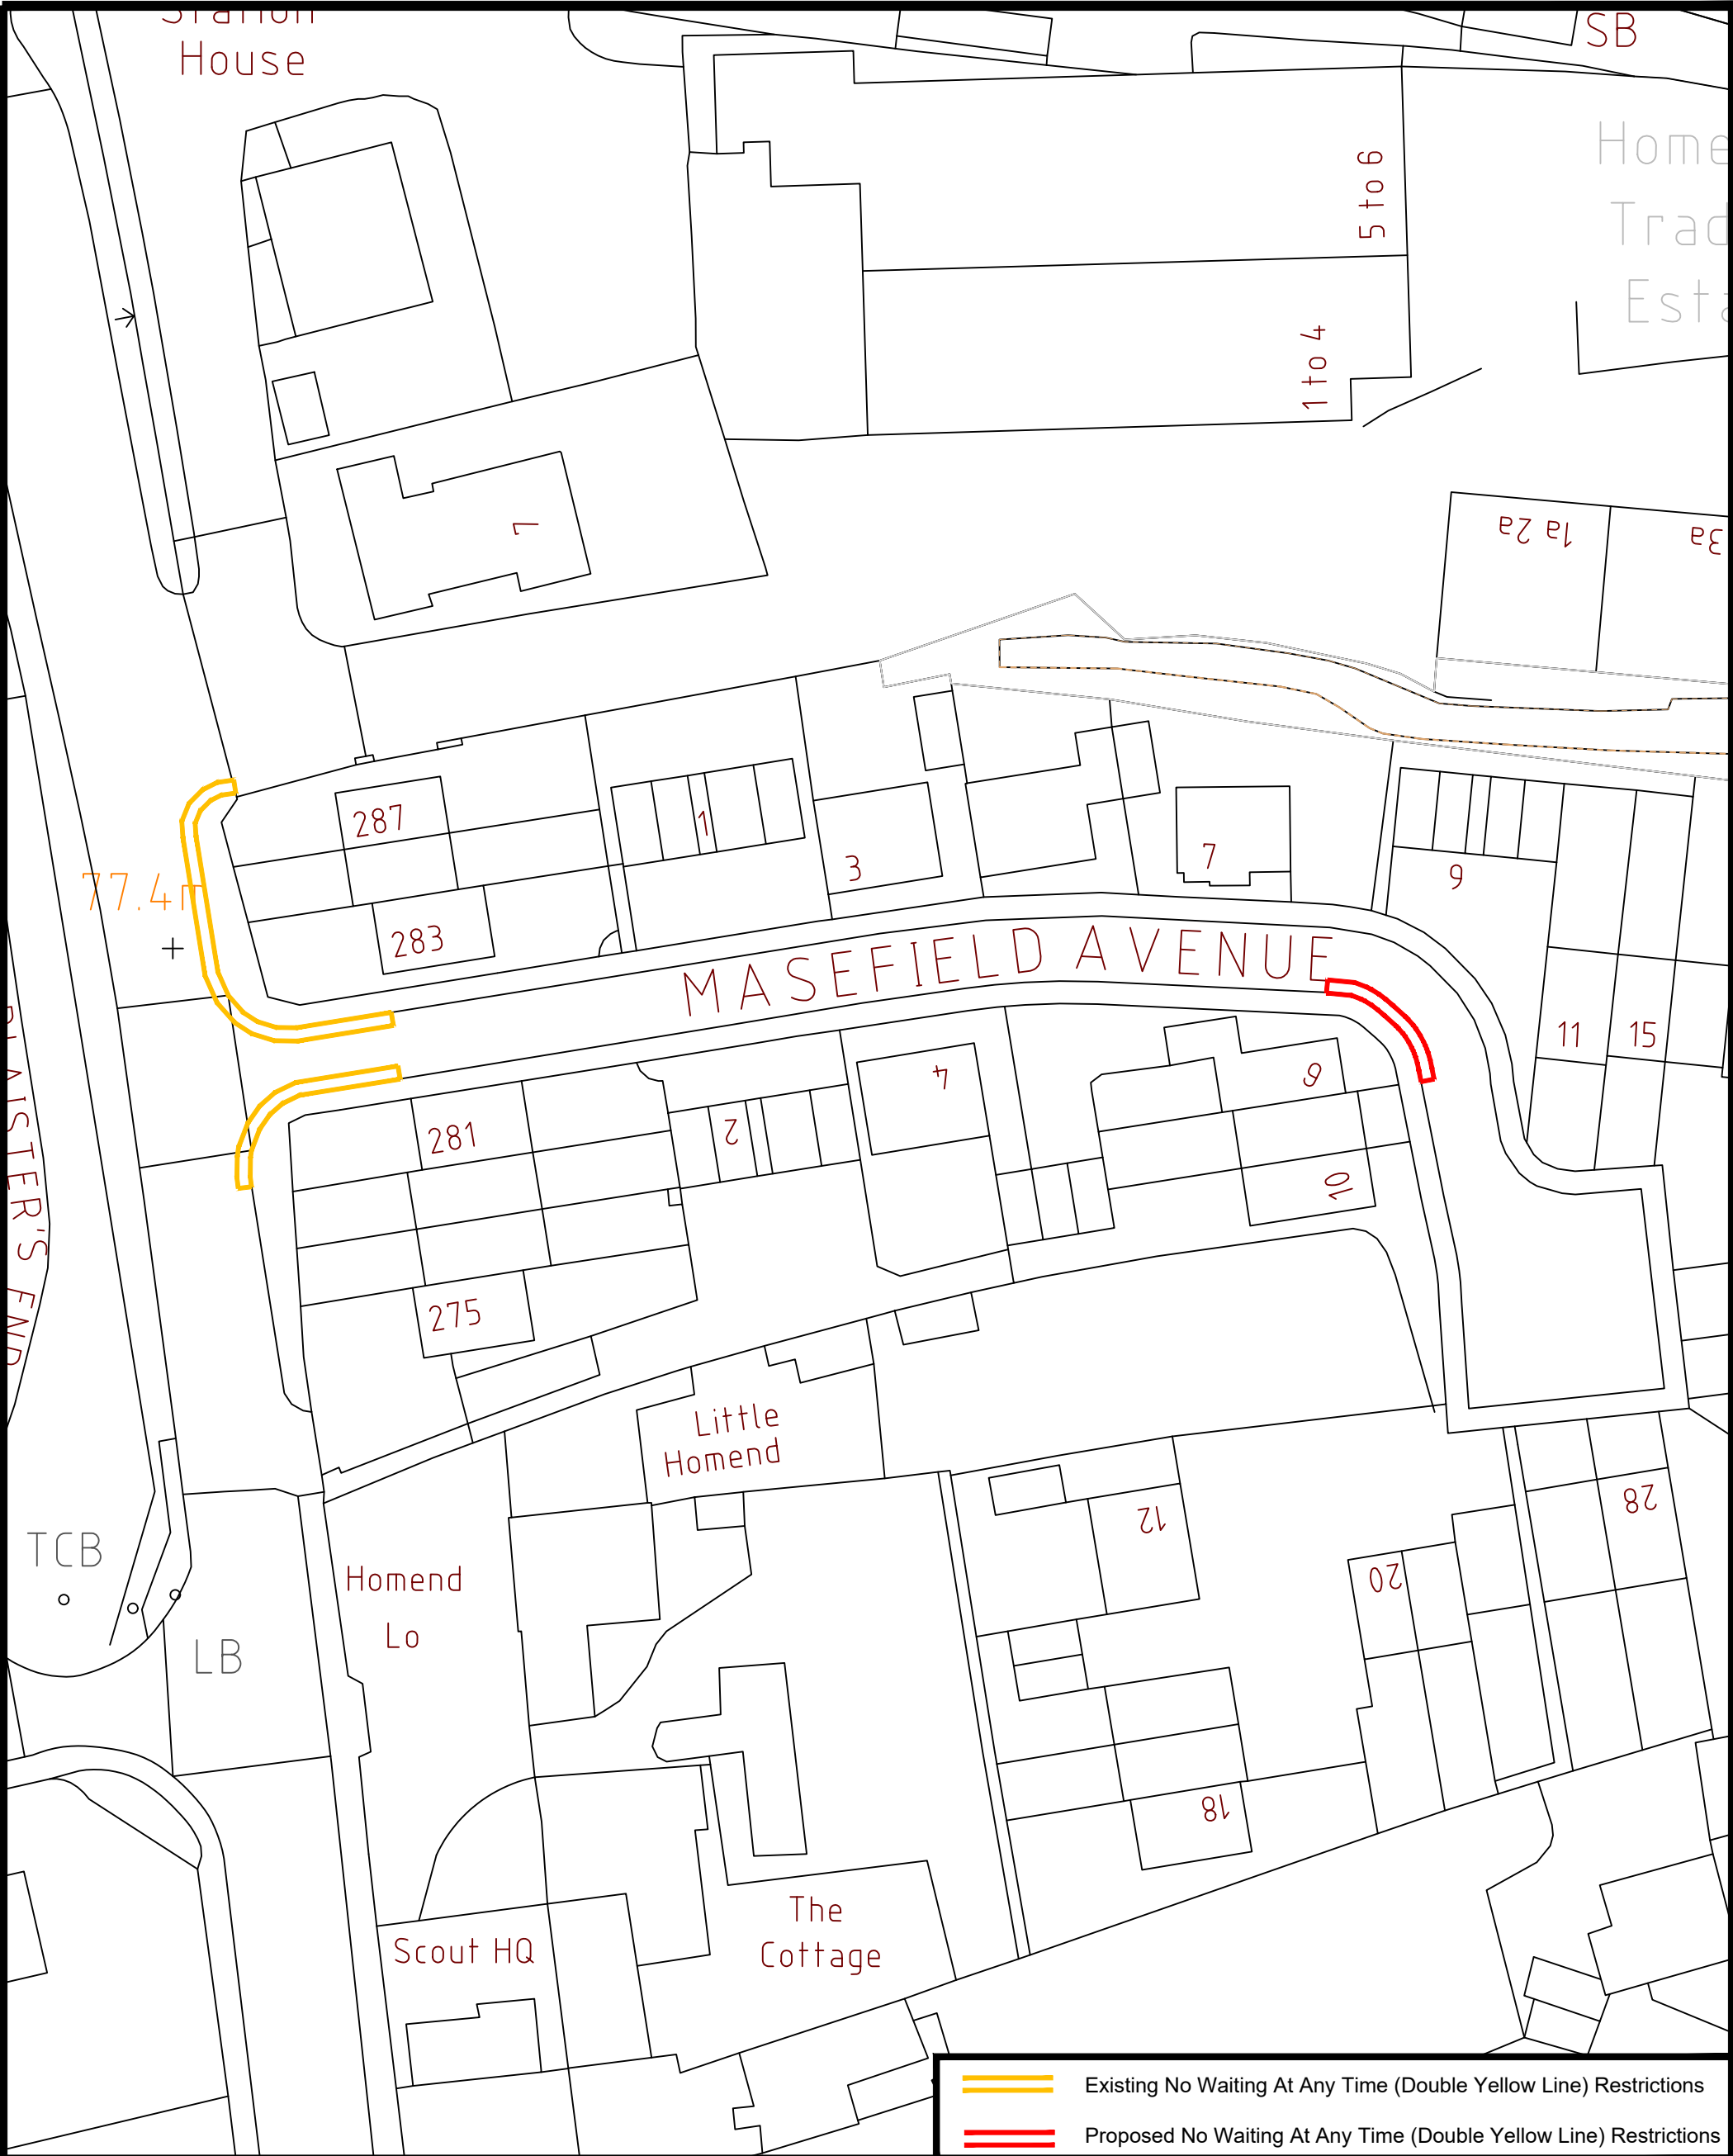 House
SB
5 to 6
1 to 4
1
1a 2a
3a
287
1
3
7
9
77.4m
283
MASEFIELD AVENUE
11
15
281
2
4
6
10
275
Little
Homend
12
28
20
TCB
Homend
Lo
LB
18
The
Cottage
Scout HQ
Existing No Waiting At Any Time (Double Yellow Line) Restrictions
Proposed No Waiting At Any Time (Double Yellow Line) Restrictions